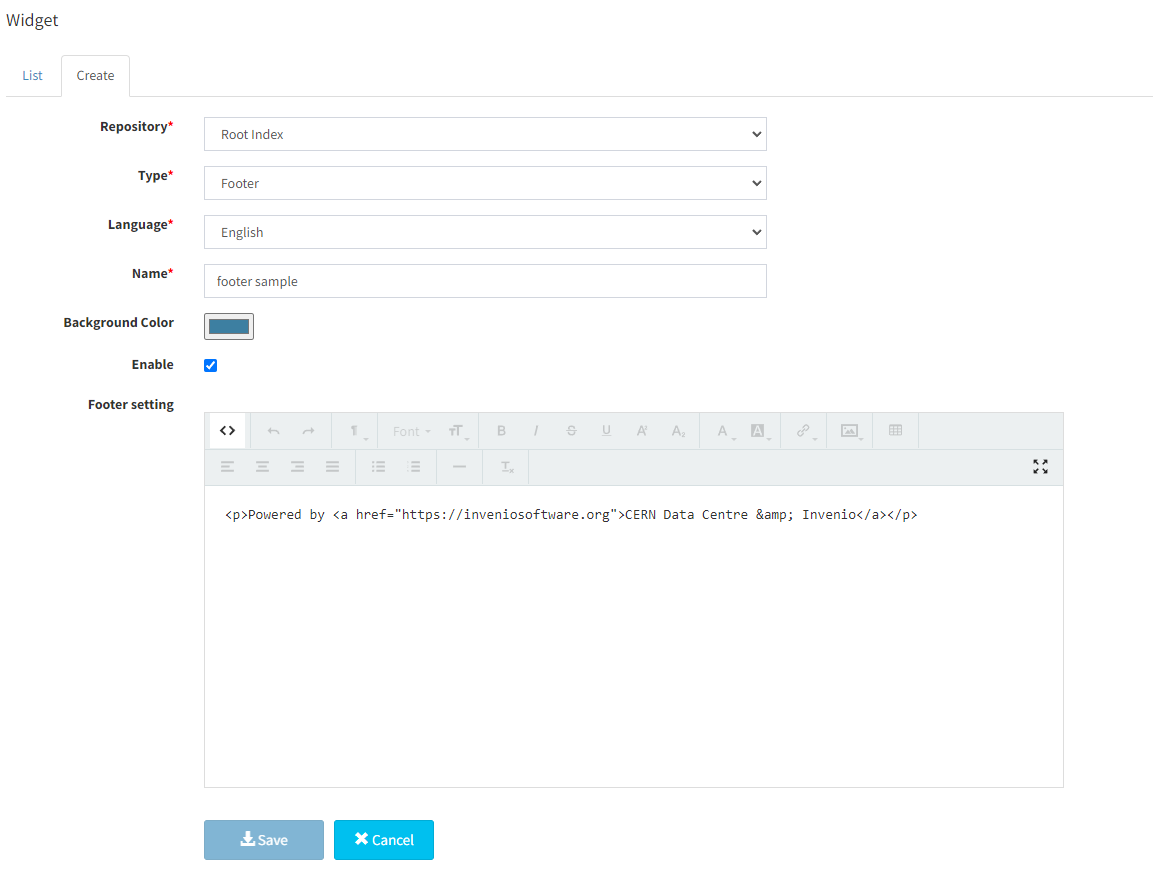 Widget
List
Create
Repository*
Root Index
Type*
Footer
Language*
English
Name*
footer sample
Background Color
Enable
Footer setting
Font
<p>Powered by <a href="https://inveniosoftware.org">CERN Data Centre &amp; Invenio</a></p>
Save
Cancel